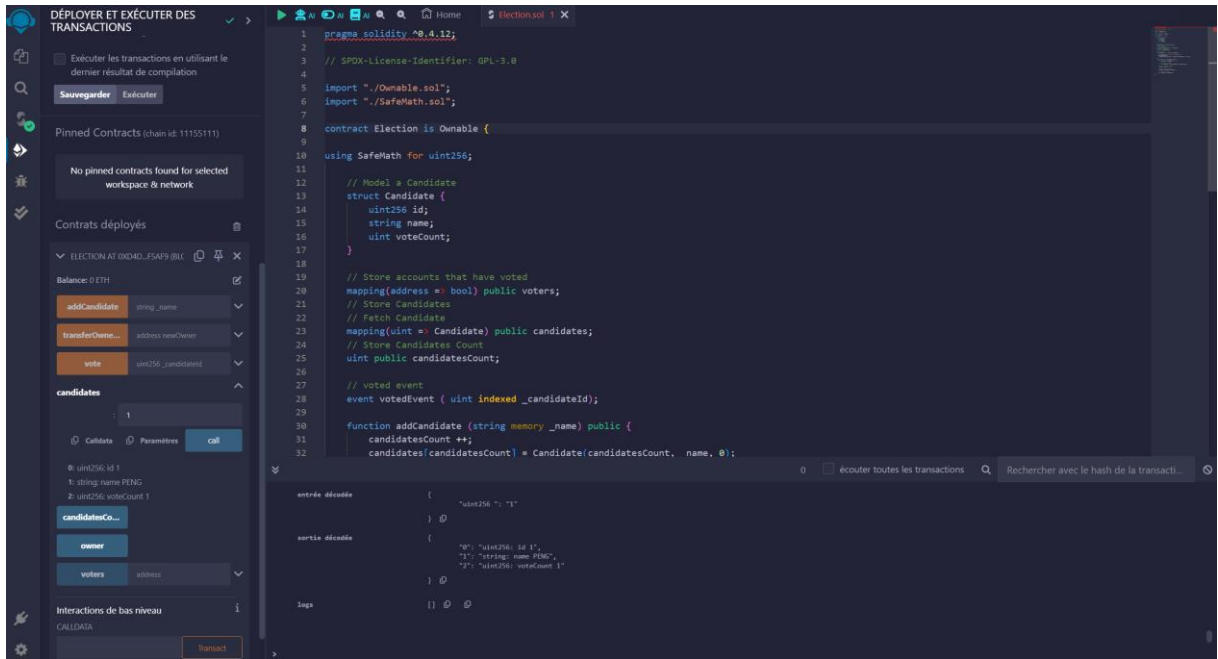 DÉPLOYER ET EXÉCUTER DES
TRANSACTIONS
Exécuter les transactions en utilisant le
dernier résultat de compilation
Sauvegarder Exécuter
Pinned Contracts (chain id: 11155111)
No pinned contracts found for selected
workspace & network
Contrats déployés
ELECTION AT 0XD4D...F5AF9 (BLC
Balance: 0 ETH
addCandidate string _name
transferOwne... address newOwner
vote uint256 _candidateId
candidates
: 1
Calldata Paramètres call
0: uint256: id 1
1: string: name PENG
2: uint256: voteCount 1
candidatesCo...
owner
voters address
Interactions de bas niveau i
CALLDATA
Transact
AI AI AI Home Election.sol 1
1 pragma solidity ^0.4.12;
2
3 // SPDX-License-Identifier: GPL-3.0
4
5 import "./Ownable.sol";
6 import "./SafeMath.sol";
7
8 contract Election is Ownable {
9
10 using SafeMath for uint256;
11
12 // Model a Candidate
13 struct Candidate {
14 uint256 id;
15 string name;
16 uint voteCount;
17 }
18
19 // Store accounts that have voted
20 mapping(address => bool) public voters;
21 // Store Candidates
22 // Fetch Candidate
23 mapping(uint => Candidate) public candidates;
24 // Store Candidates Count
25 uint public candidatesCount;
26
27 // voted event
28 event votedEvent ( uint indexed _candidateId);
29
30 function addCandidate (string memory _name) public {
31 candidatesCount ++;
32 candidates[candidatesCount] = Candidate(candidatesCount, _name, 0);
0 écouter toutes les transactions Rechercher avec le hash de la transacti...
entrée décodée {
"uint256 ": "1"
}
sortie décodée {
"0": "uint256: id 1",
"1": "string: name PENG",
"2": "uint256: voteCount 1"
}
logs []
>